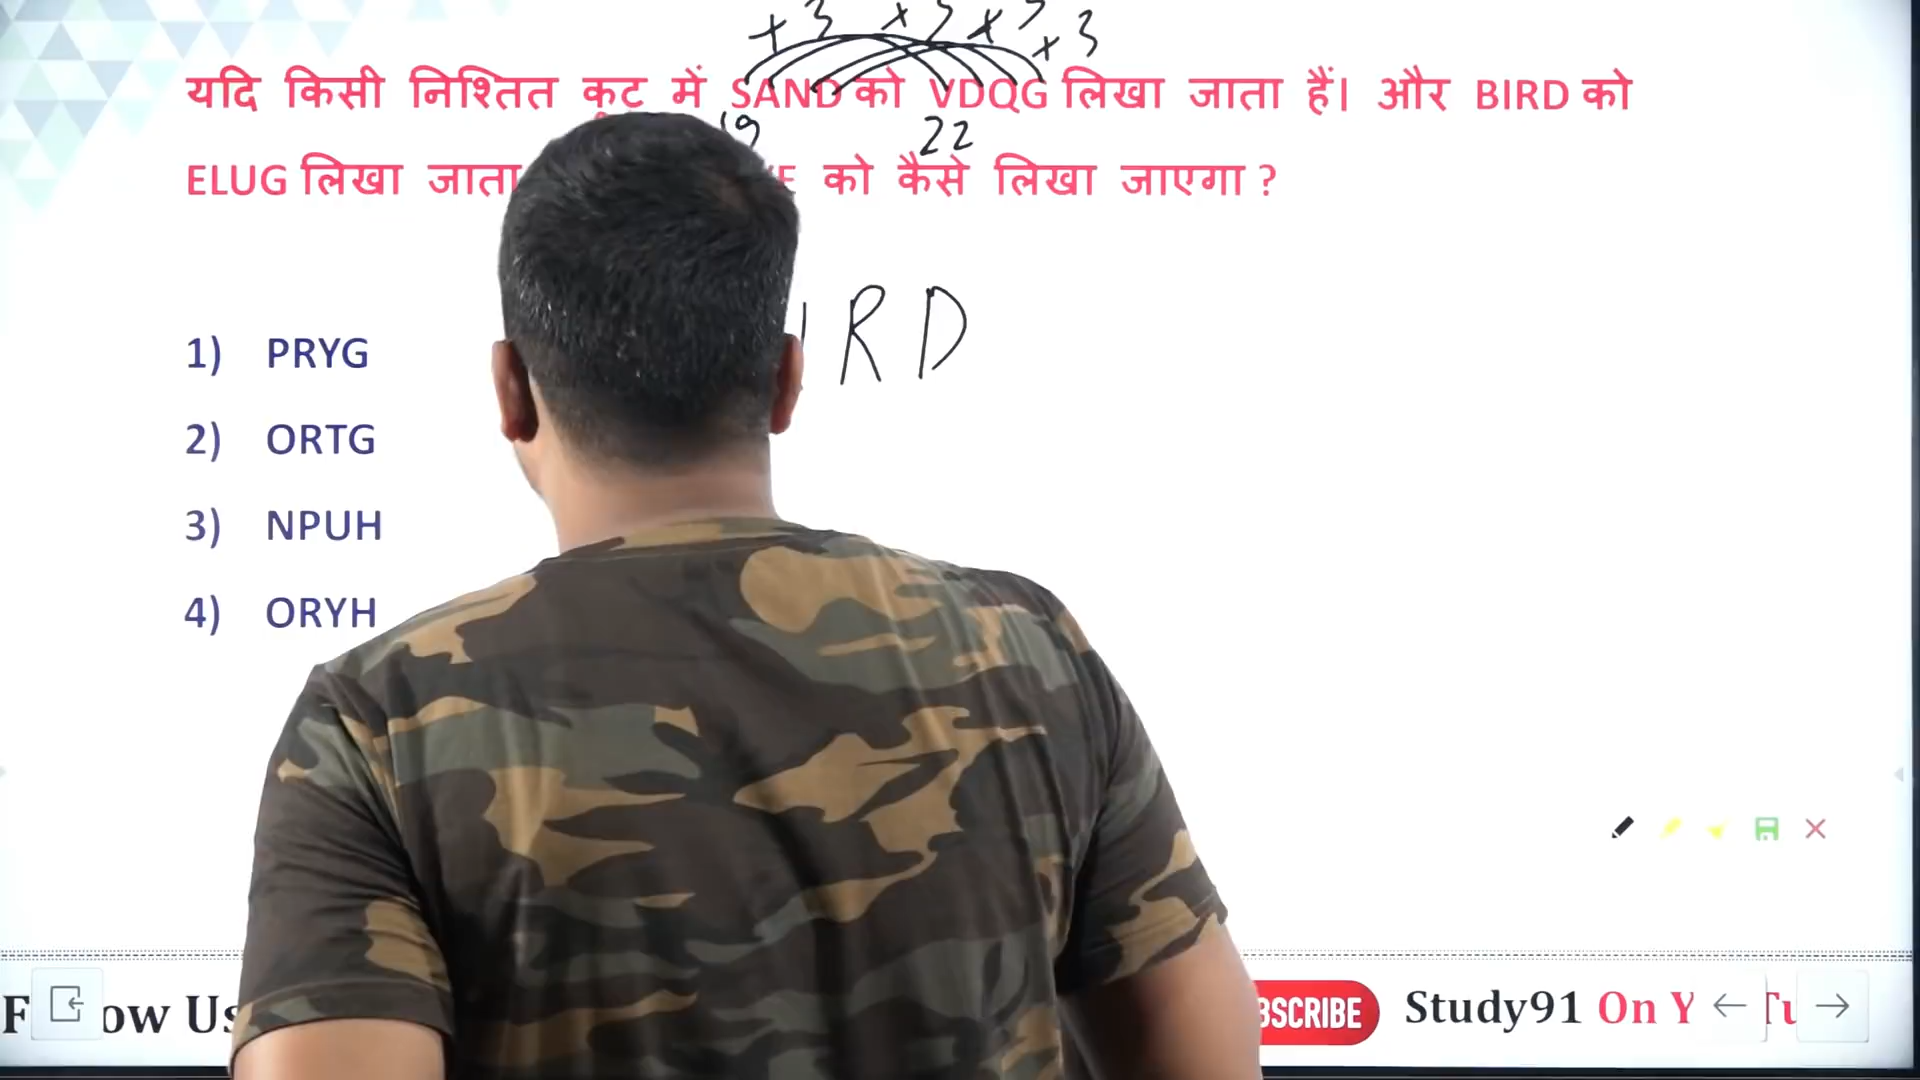 +3 +3 +3 +3
यदि किसी निश्तित कूट में SAND को VDQG लिखा जाता हैं। और BIRD को
19 22
ELUG लिखा जाता को कैसे लिखा जाएगा ?
RD
1) PRYG
2) ORTG
3) NPUH
4) ORYH
Study91 On